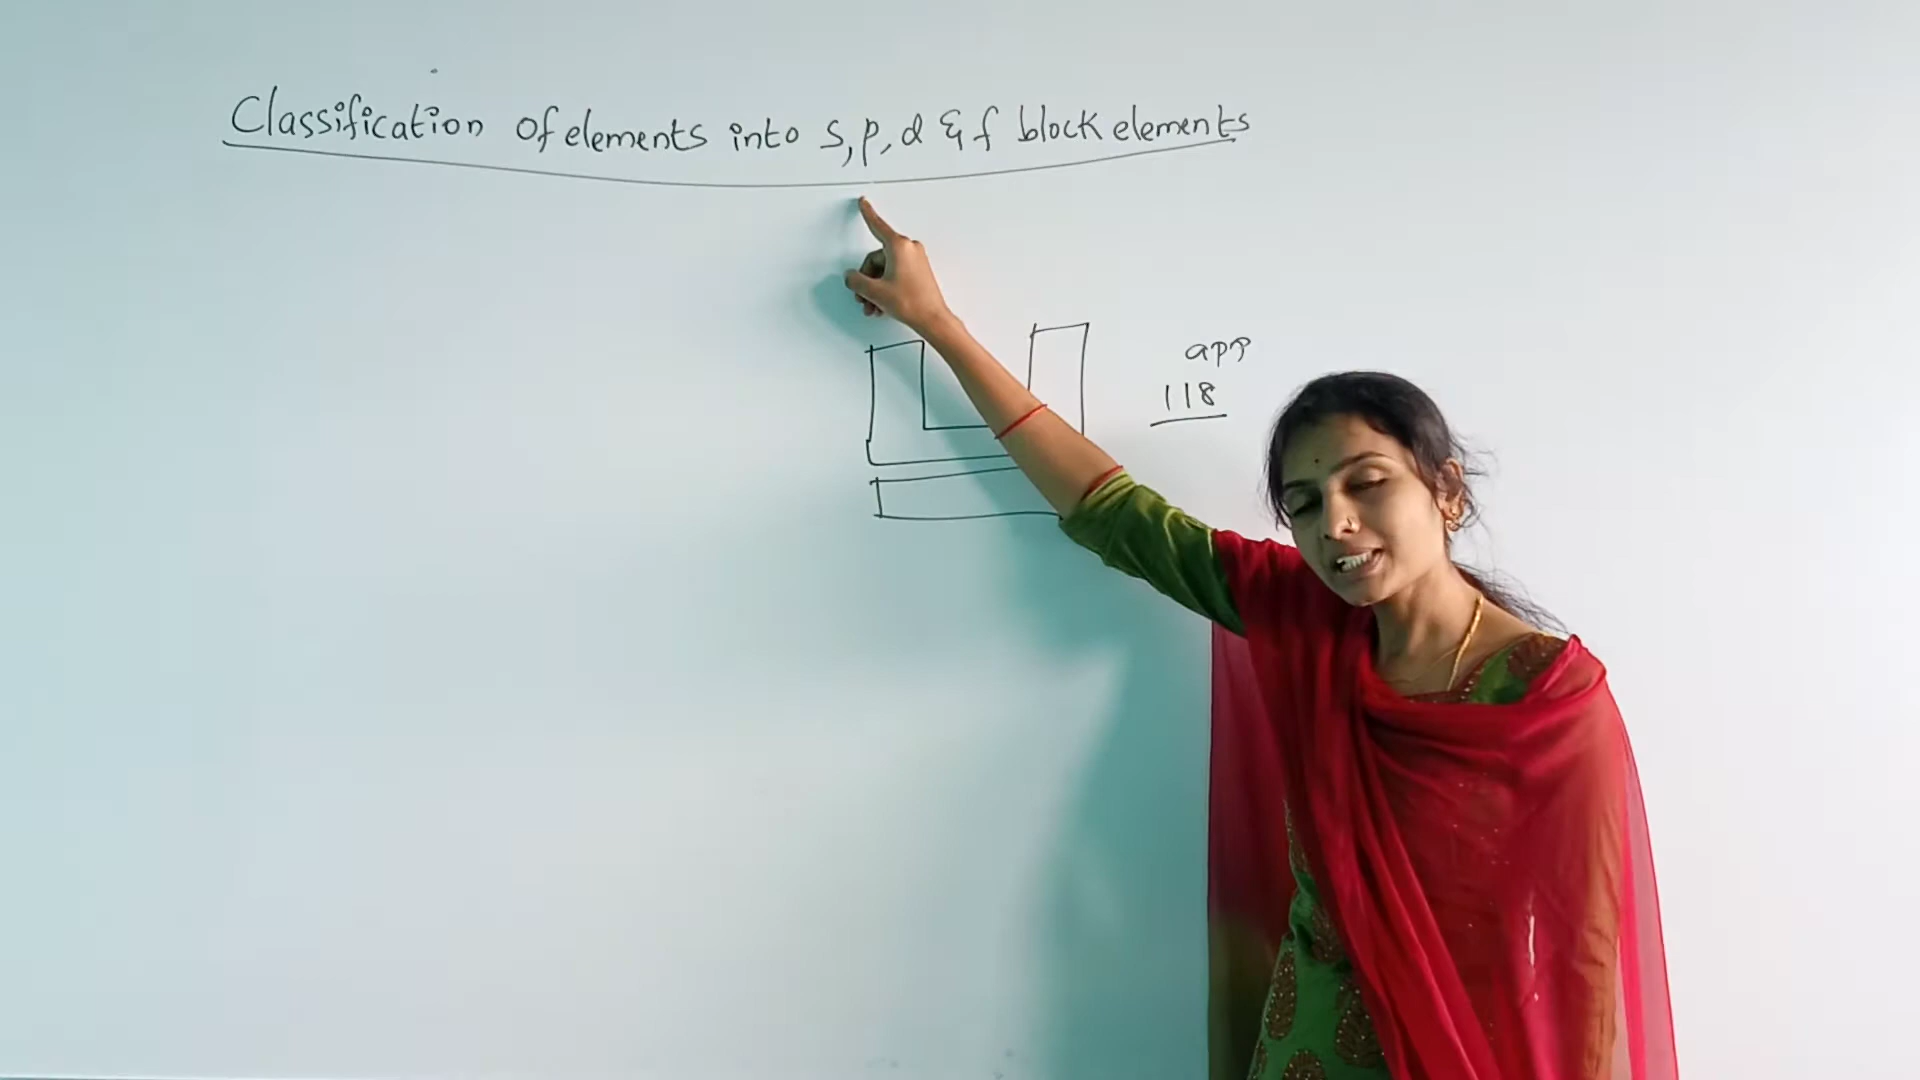 Classification of elements into s, p, d & f block elements
app
118